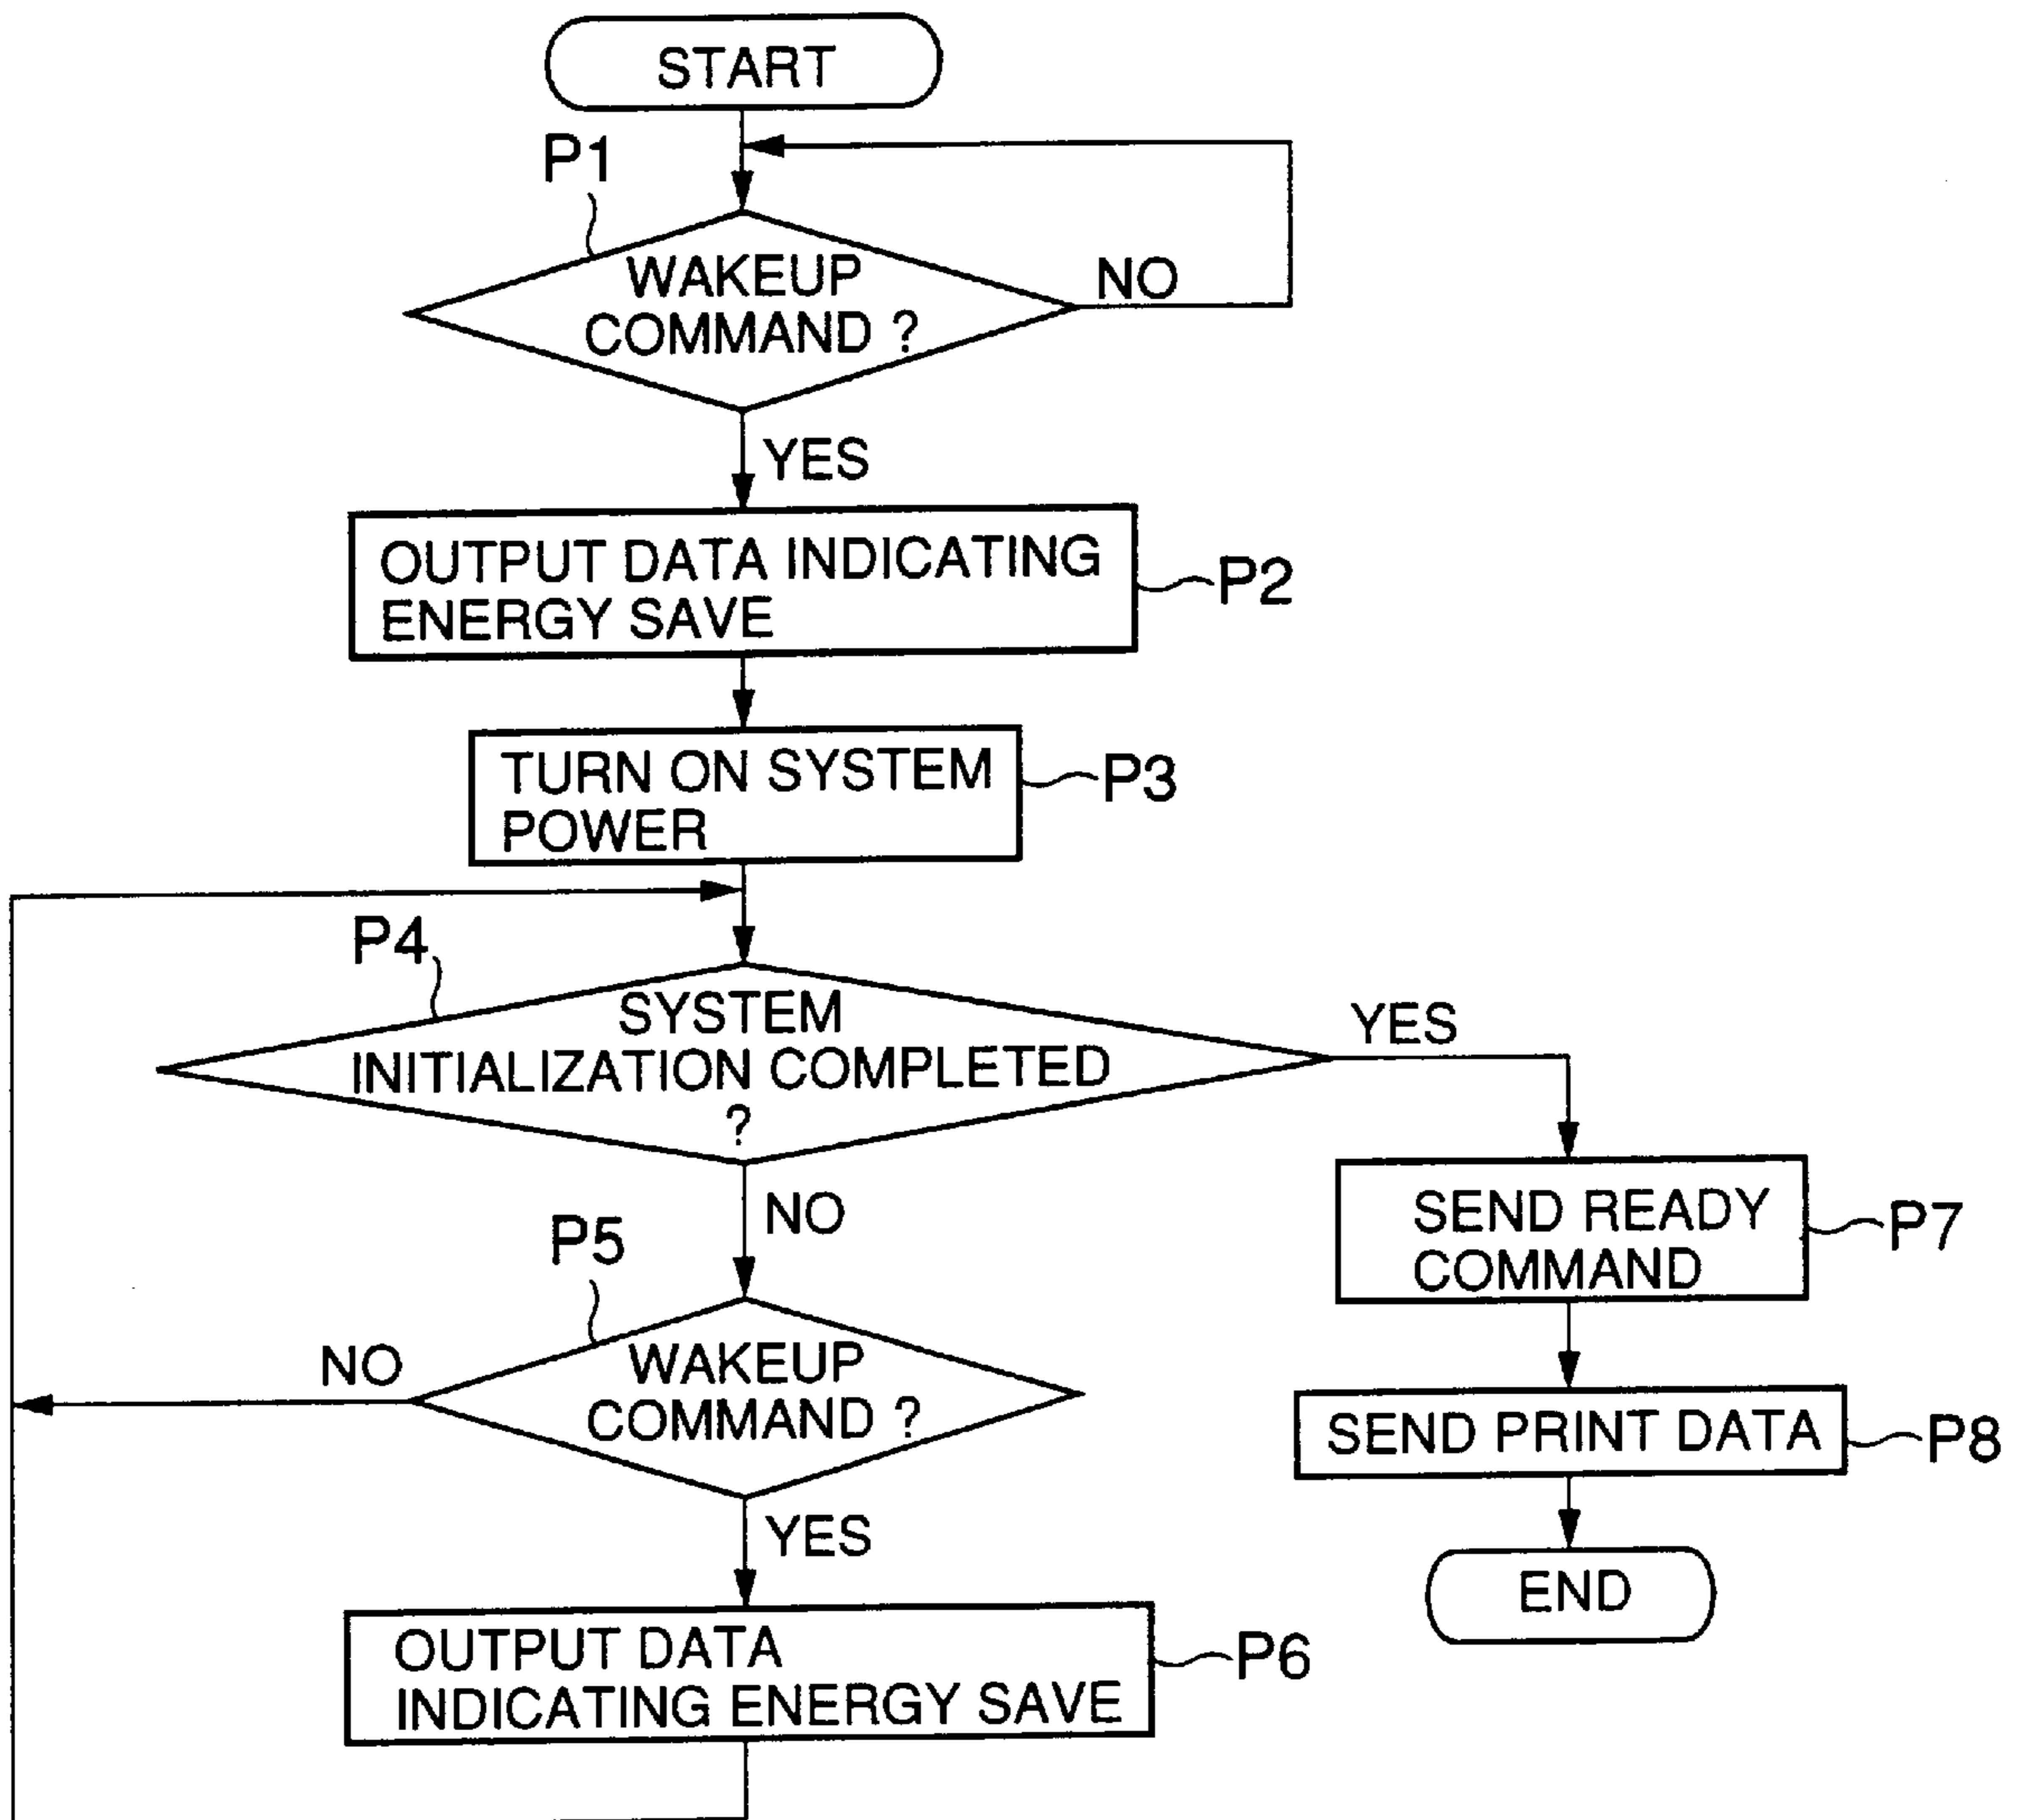 START
P1
WAKEUP
COMMAND ?
NO
YES
OUTPUT DATA INDICATING
ENERGY SAVE
P2
TURN ON SYSTEM
POWER
P3
P4
SYSTEM
INITIALIZATION COMPLETED
?
YES
NO
P5
WAKEUP
COMMAND ?
NO
YES
OUTPUT DATA
INDICATING ENERGY SAVE
P6
SEND READY
COMMAND
P7
SEND PRINT DATA
P8
END